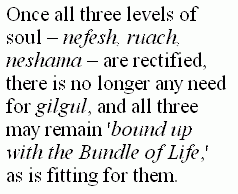 Once all three levels of
soul – nefesh, ruach,
neshama – are rectified,
there is no longer any need
for gilgul, and all three
may remain 'bound up
with the Bundle of Life,'
as is fitting for them.